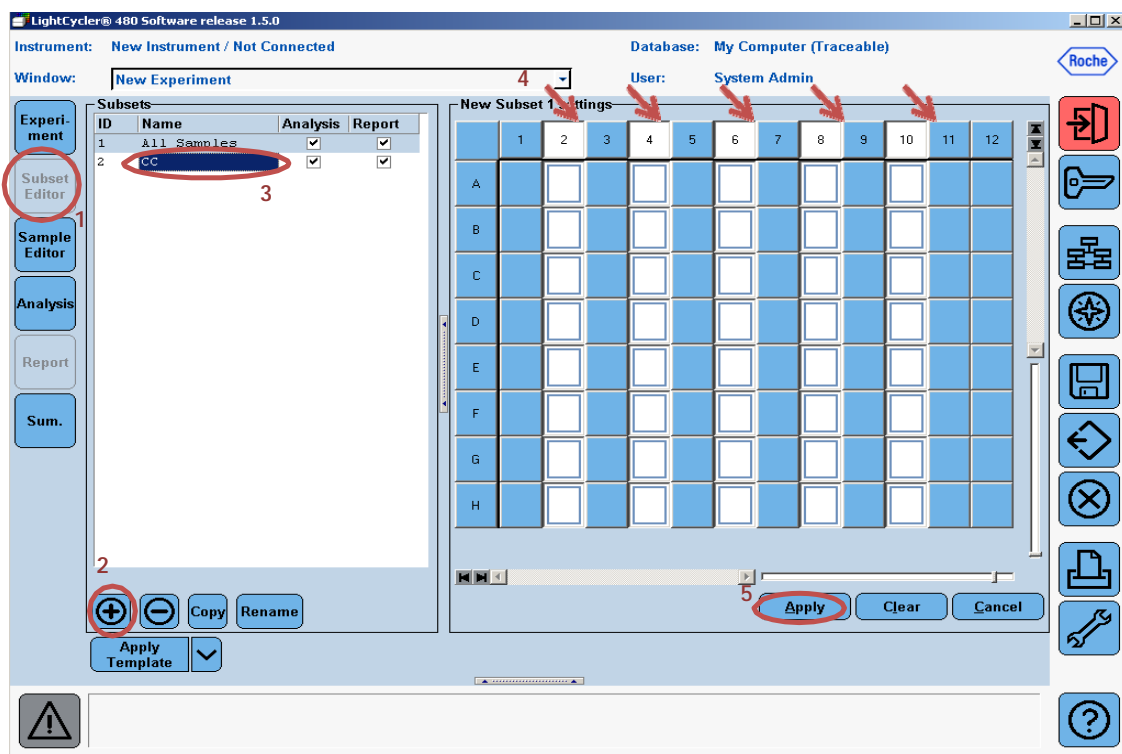 LightCycler® 480 Software release 1.5.0
Instrument: New Instrument / Not Connected Database: My Computer (Traceable)
Window: New Experiment 4 User: System Admin
Roche
Experi-
ment
Subset
Editor
1
Sample
Editor
Analysis
Report
Sum.
Subsets
ID Name Analysis Report
1 All Samples
2 CC
3
2
Copy Rename
Apply
Template
New Subset 1 Settings
1 2 3 4 5 6 7 8 9 10 11 12
A
B
C
D
E
F
G
H
5
Apply Clear Cancel